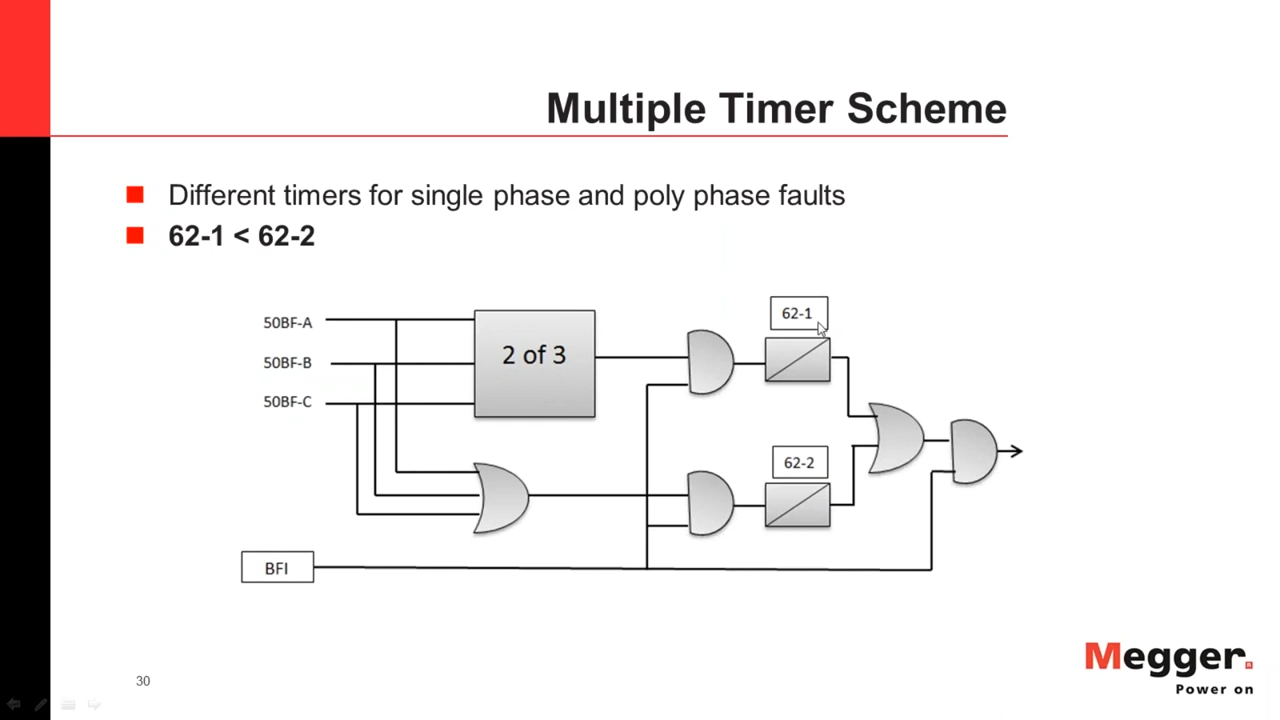 Multiple Timer Scheme
Different timers for single phase and poly phase faults
62-1 < 62-2
50BF-A
50BF-B
50BF-C
2 of 3
62-1
62-2
BFI
30
Megger.
Power on